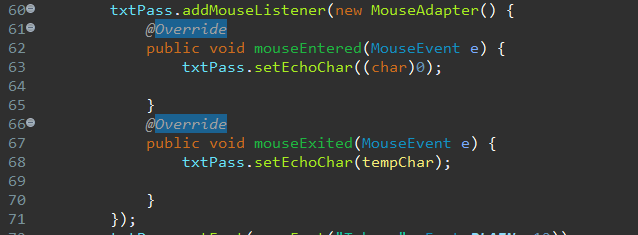 60 txtPass.addMouseListener(new MouseAdapter() {
61 @Override
62 public void mouseEntered(MouseEvent e) {
63 txtPass.setEchoChar((char)0);
64
65 }
66 @Override
67 public void mouseExited(MouseEvent e) {
68 txtPass.setEchoChar(tempChar);
69
70 }
71 });